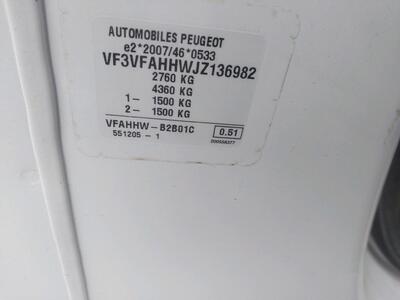 AUTOMOBILES PEUGEOT
e2*2007/46*0533
VF3VFAHHWJZ136982
2760 KG
4360 KG
1- 1500 KG
2- 1500 KG
VFAHHW-B2B01C 0.51
551205 - 1